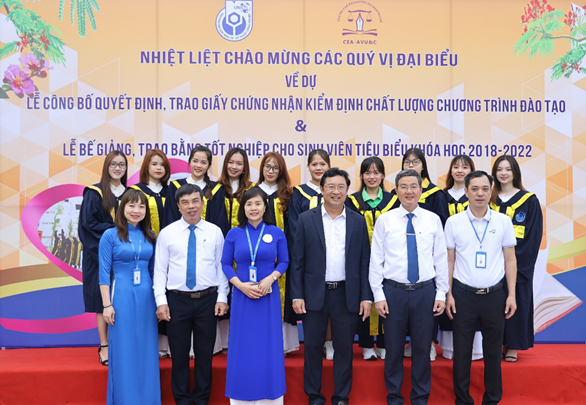 CEA-AVU&C
NHIỆT LIỆT CHÀO MỪNG CÁC QUÝ VỊ ĐẠI BIỂU
VỀ DỰ
LỄ CÔNG BỐ QUYẾT ĐỊNH, TRAO GIẤY CHỨNG NHẬN KIỂM ĐỊNH CHẤT LƯỢNG CHƯƠNG TRÌNH ĐÀO TẠO
&
LỄ BẾ GIẢNG, TRAO BẰNG TỐT NGHIỆP CHO SINH VIÊN TIÊU BIỂU KHÓA HỌC 2018-2022